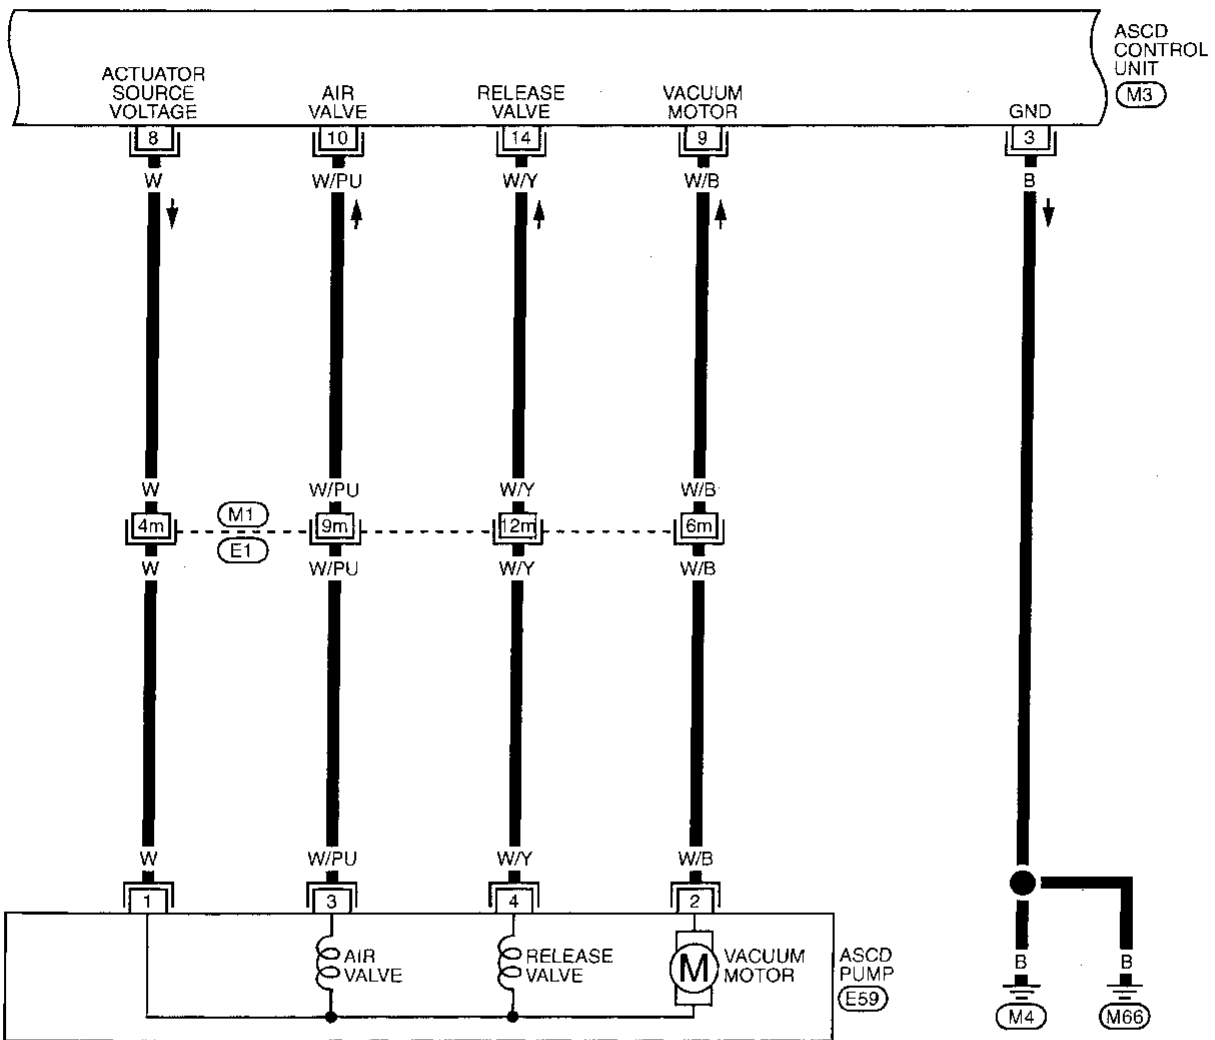 ASCD
CONTROL
UNIT
M3
ACTUATOR
SOURCE
VOLTAGE
AIR
VALVE
RELEASE
VALVE
VACUUM
MOTOR
GND
8 10 14 9 3
W W/PU W/Y W/B B
W W/PU W/Y W/B
4m M1 9m 12m 6m
E1
W W/PU W/Y W/B
W W/PU W/Y W/B
1 3 4 2
AIR
VALVE
RELEASE
VALVE
M
VACUUM
MOTOR
ASCD
PUMP
E59
B B
M4 M66